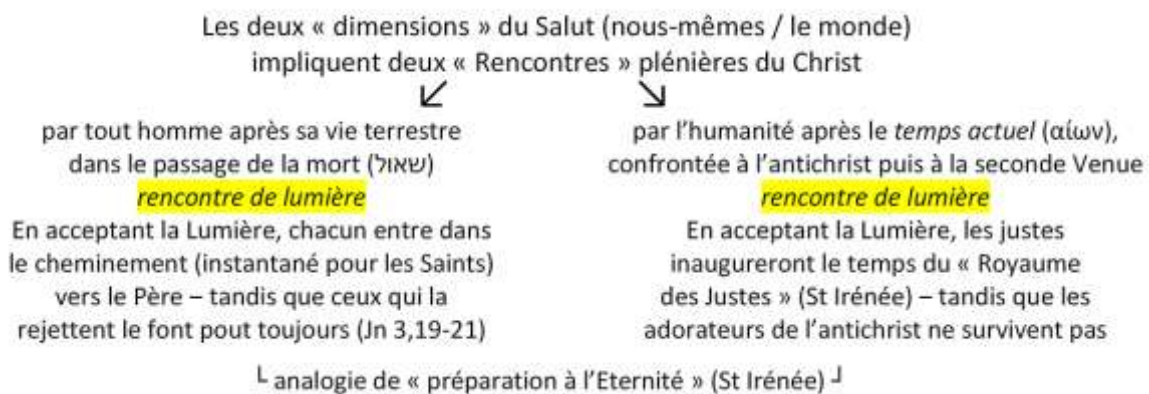 Les deux « dimensions » du Salut (nous-mêmes / le monde)
impliquent deux « Rencontres » plénières du Christ
↙ ↘
par tout homme après sa vie terrestre
dans le passage de la mort (שאול)
rencontre de lumière
En acceptant la Lumière, chacun entre dans
le cheminement (instantané pour les Saints)
vers le Père – tandis que ceux qui la
rejettent le font pout toujours (Jn 3,19-21)
par l’humanité après le temps actuel (αίων),
confrontée à l’antichrist puis à la seconde Venue
rencontre de lumière
En acceptant la Lumière, les justes
inaugureront le temps du « Royaume
des Justes » (St Irénée) – tandis que les
adorateurs de l’antichrist ne survivent pas
└ analogie de « préparation à l’Eternité » (St Irénée) ┘